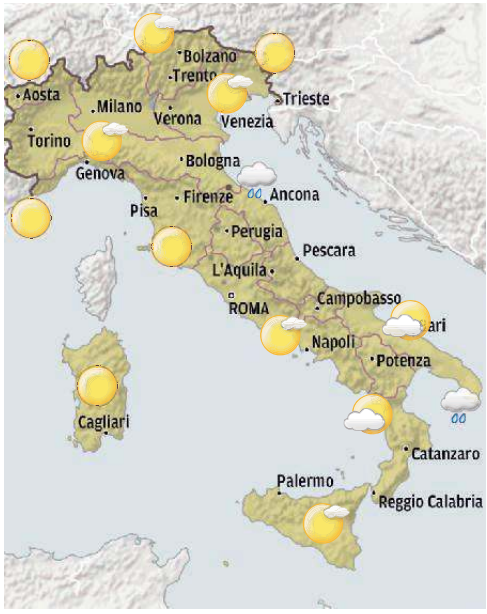 Bolzano
Trento
Aosta
Milano
Verona
Venezia
Trieste
Torino
Genova
Bologna
Pisa
Firenze
Ancona
Perugia
Pescara
L'Aquila
ROMA
Campobasso
Napoli
Potenza
Cagliari
Catanzaro
Palermo
Reggio Calabria